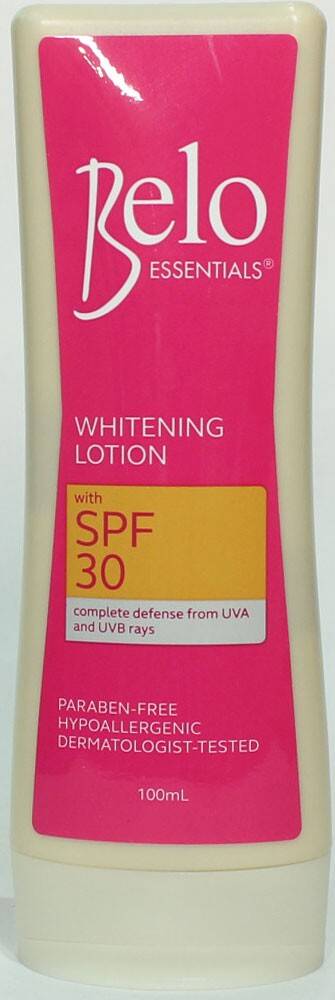 Belo
ESSENTIALS®
WHITENING
LOTION
with
SPF
30
complete defense from UVA
and UVB rays
PARABEN-FREE
HYPOALLERGENIC
DERMATOLOGIST-TESTED
100mL